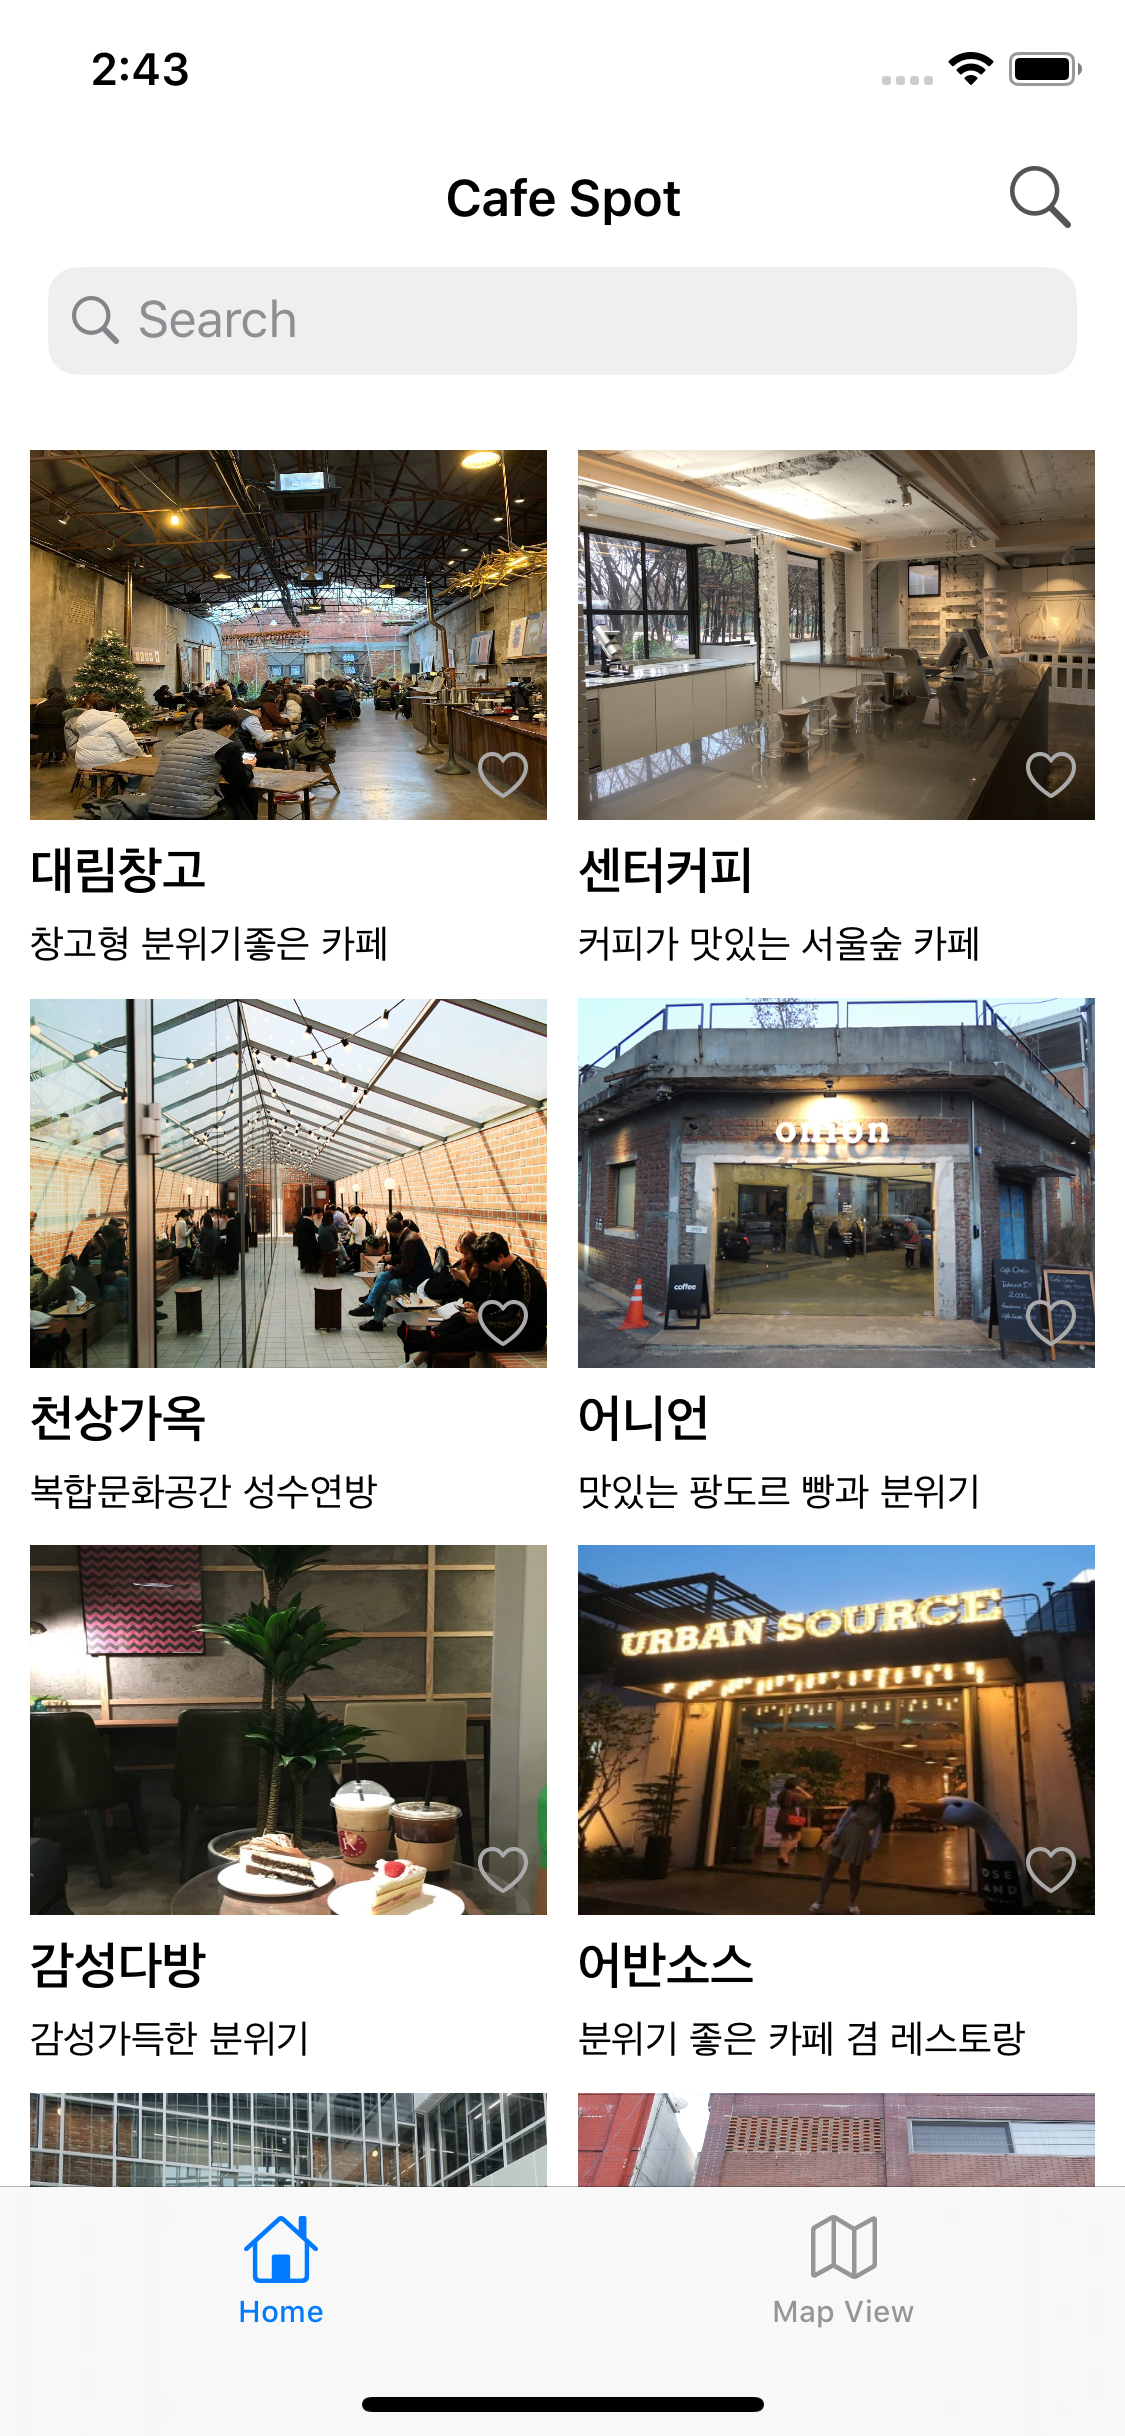 2:43
Cafe Spot
Search
대림창고
창고형 분위기좋은 카페
센터커피
커피가 맛있는 서울숲 카페
onion
OPEN
coffee
천상가옥
복합문화공간 성수연방
어니언
맛있는 팡도르 빵과 분위기
URBAN SOURCE
감성다방
감성가득한 분위기
어반소스
분위기 좋은 카페 겸 레스토랑
Home
Map View